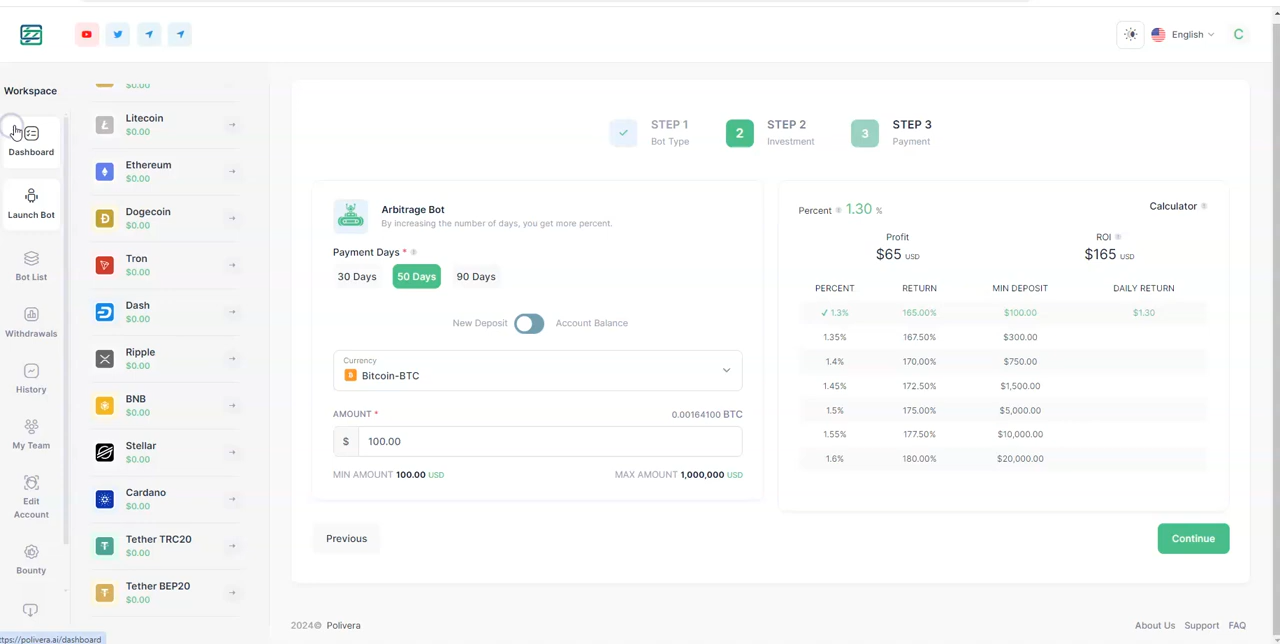 English
C
Workspace
Dashboard
Launch Bot
Bot List
Withdrawals
History
My Team
Edit
Account
Bounty
$0.00
Litecoin
$0.00
Ethereum
$0.00
Dogecoin
$0.00
Tron
$0.00
Dash
$0.00
Ripple
$0.00
BNB
$0.00
Stellar
$0.00
Cardano
$0.00
Tether TRC20
$0.00
Tether BEP20
$0.00
STEP 1
Bot Type
2
STEP 2
Investment
3
STEP 3
Payment
Arbitrage Bot
By increasing the number of days, you get more percent.
Payment Days *
30 Days 50 Days 90 Days
New Deposit Account Balance
Currency
Bitcoin-BTC
AMOUNT * 0.00164100 BTC
$ 100.00
MIN AMOUNT 100.00 USD MAX AMOUNT 1,000,000 USD
Percent 1.30 % Calculator
Profit ROI
$65 USD $165 USD
PERCENT RETURN MIN DEPOSIT DAILY RETURN
✓ 1.3% 165.00% $100.00 $1.30
1.35% 167.50% $300.00
1.4% 170.00% $750.00
1.45% 172.50% $1,500.00
1.5% 175.00% $5,000.00
1.55% 177.50% $10,000.00
1.6% 180.00% $20,000.00
Previous Continue
2024© Polivera About Us Support FAQ
ttps://polivera.ai/dashboard